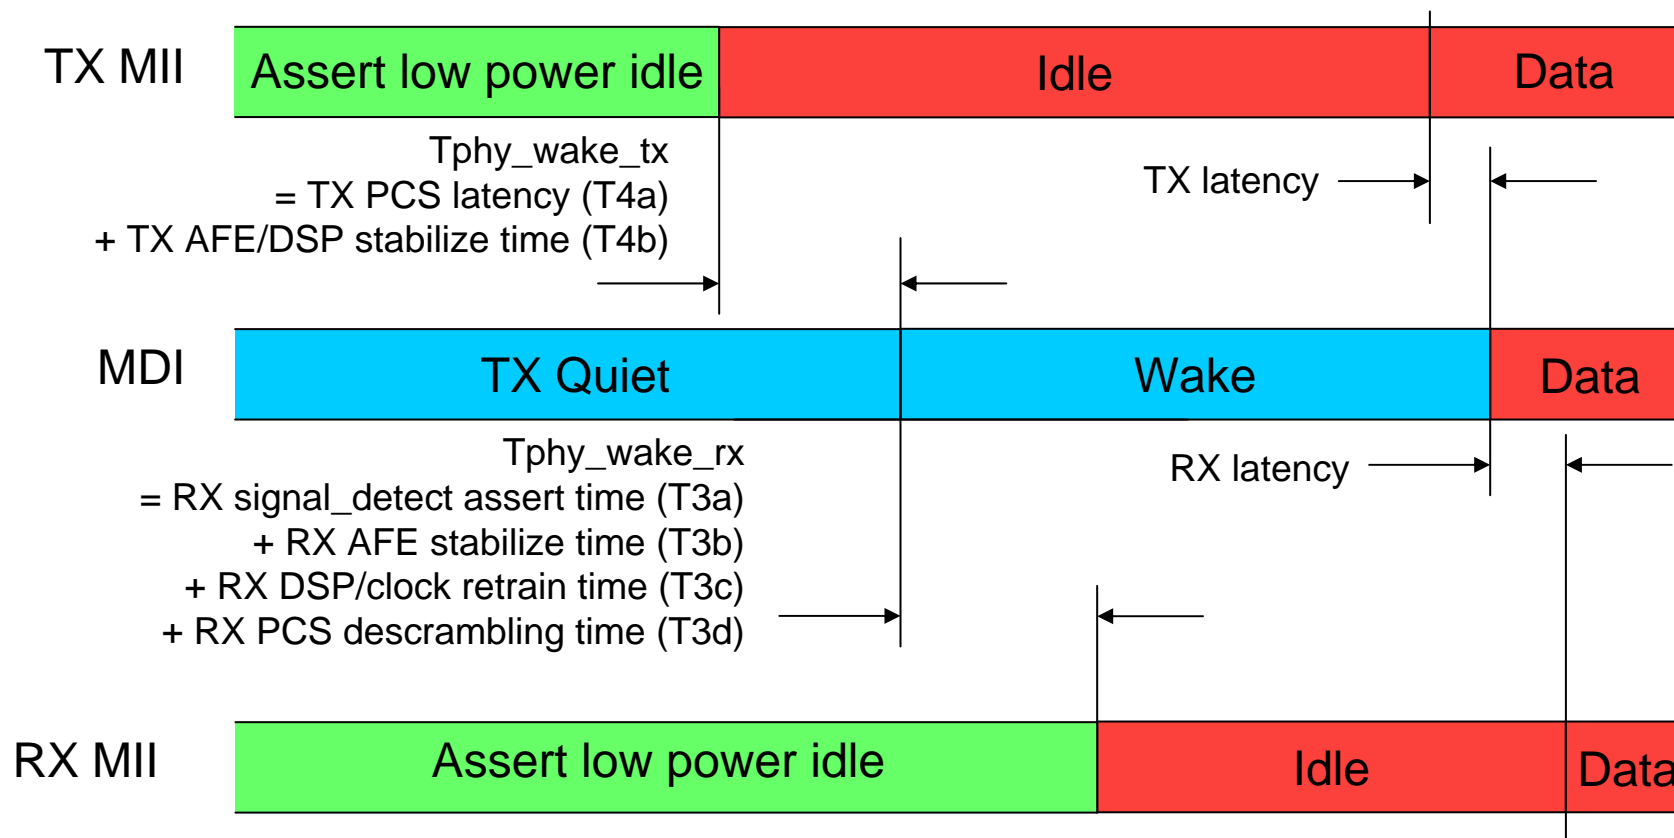 TX MII
Assert low power idle
Idle
Data
Tphy_wake_tx
= TX PCS latency (T4a)
+ TX AFE/DSP stabilize time (T4b)
TX latency
MDI
TX Quiet
Wake
Data
Tphy_wake_rx
= RX signal_detect assert time (T3a)
+ RX AFE stabilize time (T3b)
+ RX DSP/clock retrain time (T3c)
+ RX PCS descrambling time (T3d)
RX latency
RX MII
Assert low power idle
Idle
Data